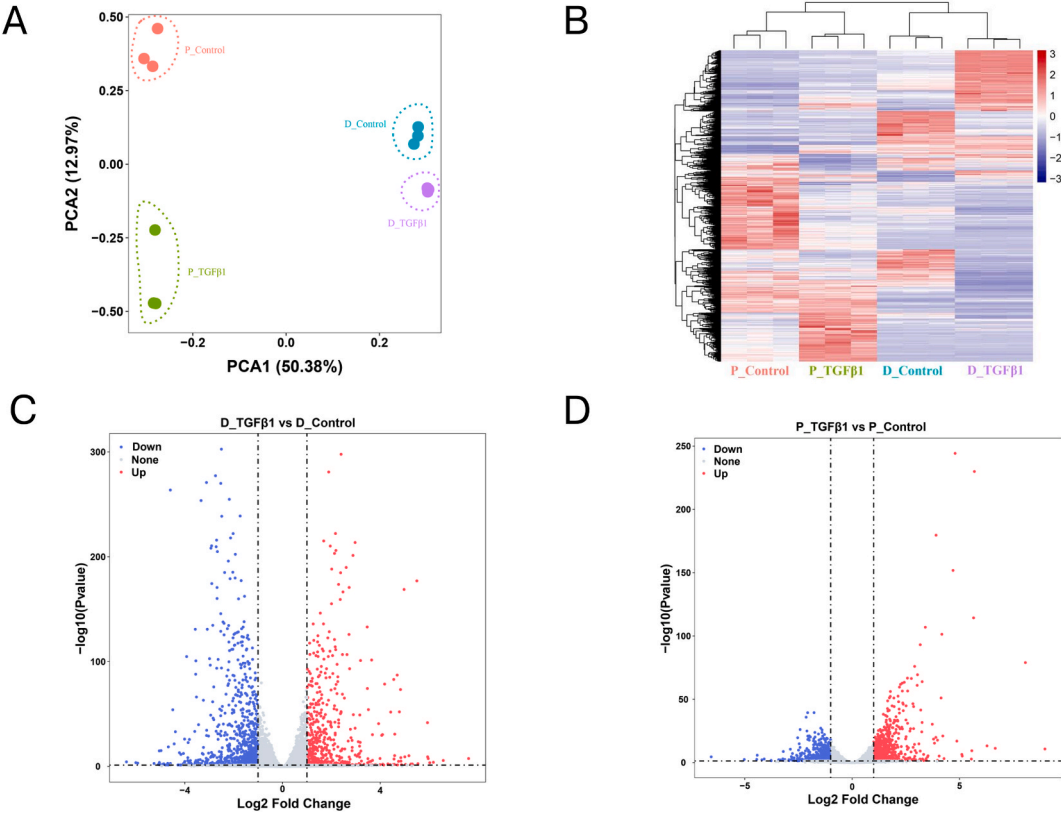 A
0.50
0.25
0.00
−0.25
−0.50
PCA2 (12.97%)
P_Control
D_Control
D_TGFβ1
P_TGFβ1
−0.2
0.0
0.2
PCA1 (50.38%)
B
3
2
1
0
−1
−2
−3
P_Control
P_TGFβ1
D_Control
D_TGFβ1
C
D_TGFβ1 vs D_Control
Down
None
Up
300
200
100
0
−log10(Pvalue)
−4
0
4
Log2 Fold Change
D
P_TGFβ1 vs P_Control
Down
None
Up
250
200
150
100
50
0
−log10(Pvalue)
−5
0
5
Log2 Fold Change